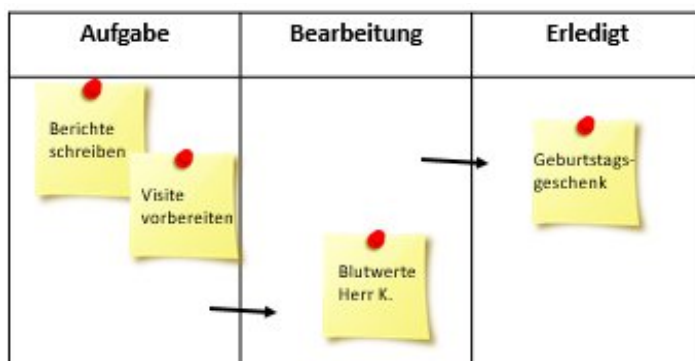 Aufgabe
Bearbeitung
Erledigt
Berichte
schreiben
Visite
vorbereiten
Blutwerte
Herr K.
Geburtstags-
geschenk